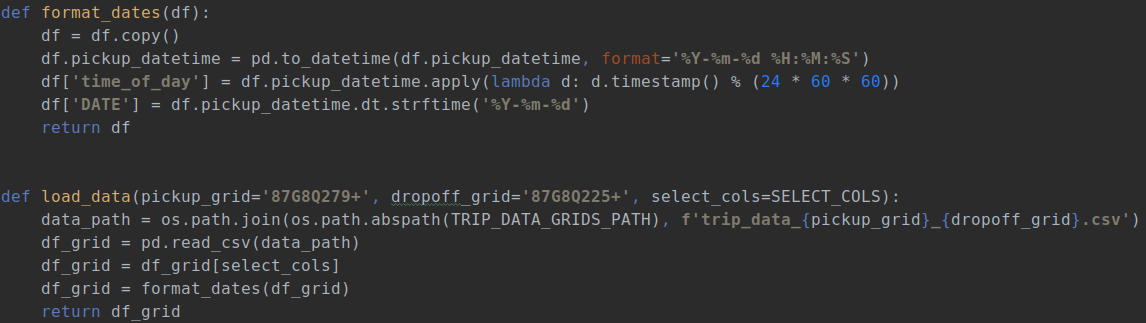 def format_dates(df):
    df = df.copy()
    df.pickup_datetime = pd.to_datetime(df.pickup_datetime, format='%Y-%m-%d %H:%M:%S')
    df['time_of_day'] = df.pickup_datetime.apply(lambda d: d.timestamp() % (24 * 60 * 60))
    df['DATE'] = df.pickup_datetime.dt.strftime('%Y-%m-%d')
    return df
def load_data(pickup_grid='87G8Q279+', dropoff_grid='87G8Q225+', select_cols=SELECT_COLS):
    data_path = os.path.join(os.path.abspath(TRIP_DATA_GRIDS_PATH), f'trip_data_{pickup_grid}_{dropoff_grid}.csv')
    df_grid = pd.read_csv(data_path)
    df_grid = df_grid[select_cols]
    df_grid = format_dates(df_grid)
    return df_grid